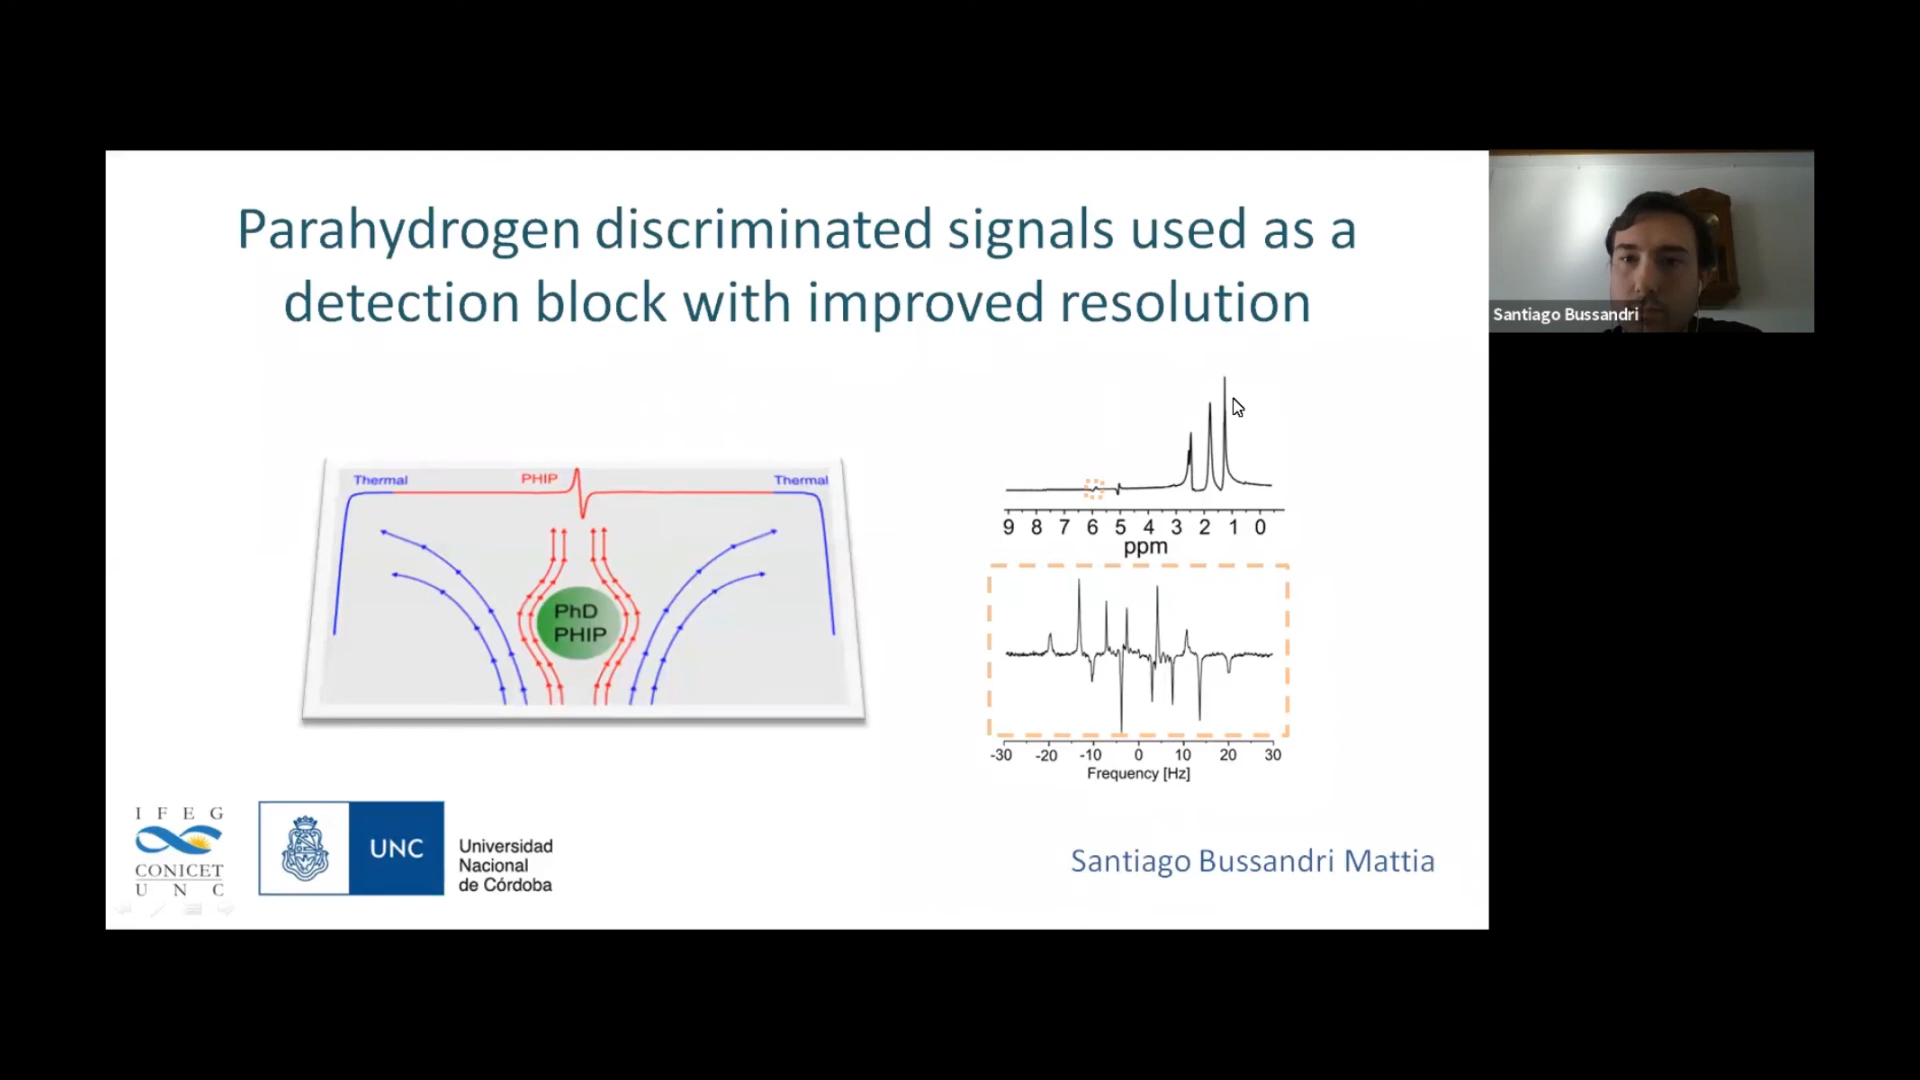 Parahydrogen discriminated signals used as a
detection block with improved resolution
Santiago Bussandri
Thermal
PHIP
Thermal
PhD
PHIP
9 8 7 6 5 4 3 2 1 0
ppm
-30 -20 -10 0 10 20 30
Frequency [Hz]
I F E G
CONICET
U N C
UNC
Universidad
Nacional
de Córdoba
Santiago Bussandri Mattia